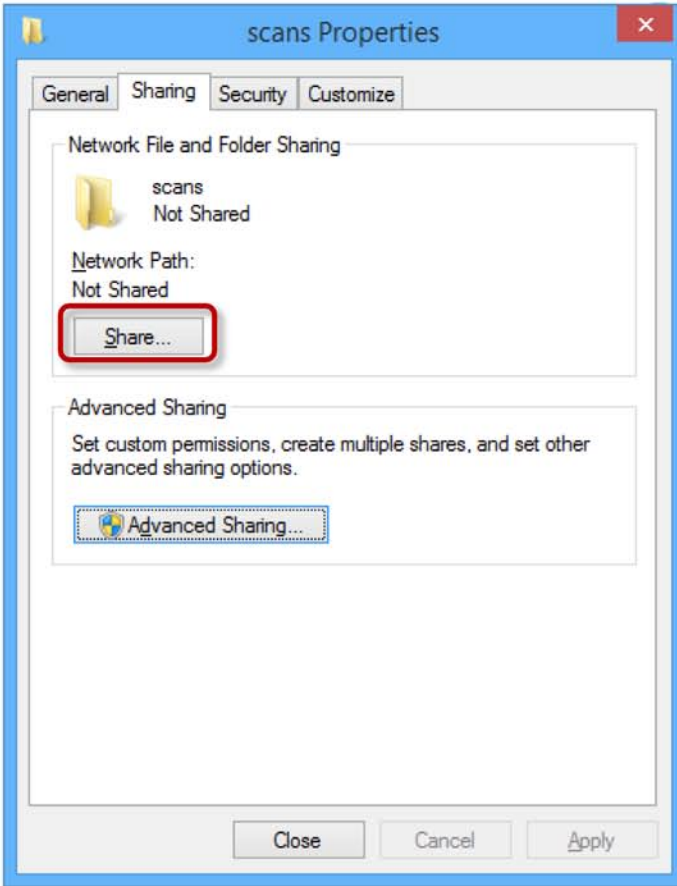 scans Properties
General Sharing Security Customize
Network File and Folder Sharing
scans
Not Shared
Network Path:
Not Shared
Share...
Advanced Sharing
Set custom permissions, create multiple shares, and set other
advanced sharing options.
Advanced Sharing...
Close Cancel Apply